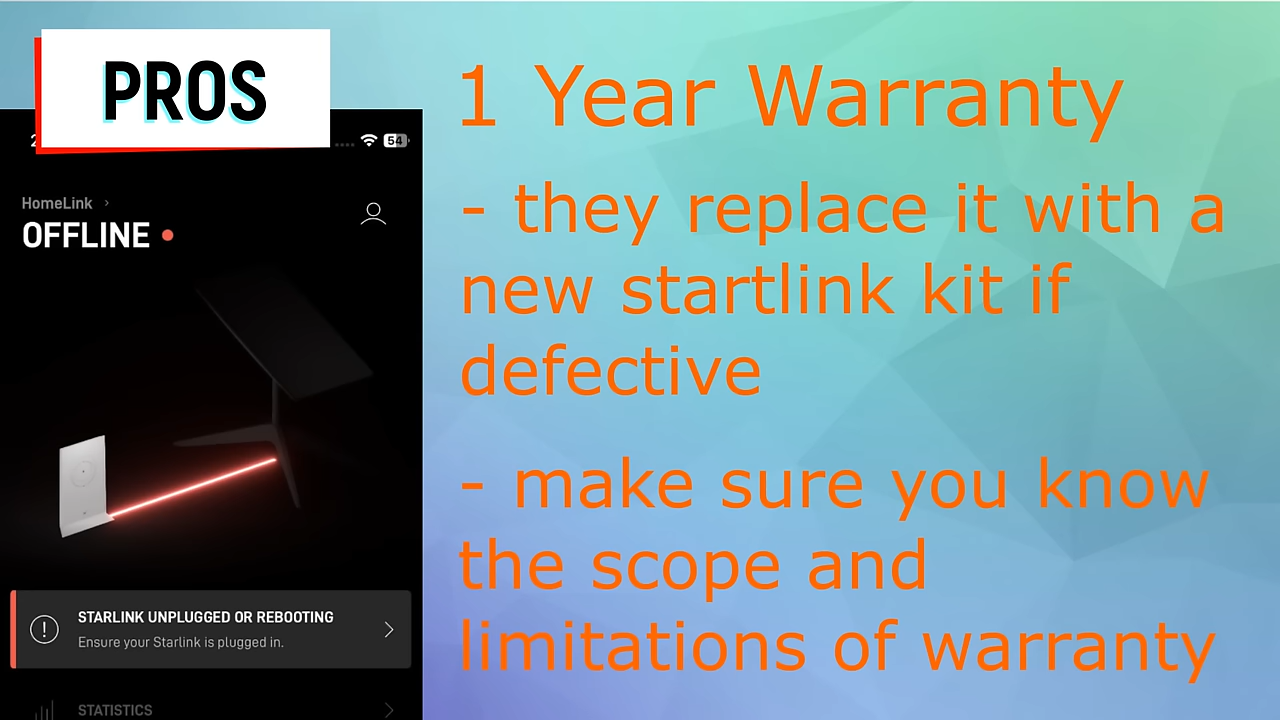 PROS
54
HomeLink
OFFLINE
STARLINK UNPLUGGED OR REBOOTING
Ensure your Starlink is plugged in.
STATISTICS
1 Year Warranty
- they replace it with a
new startlink kit if
defective
- make sure you know
the scope and
limitations of warranty